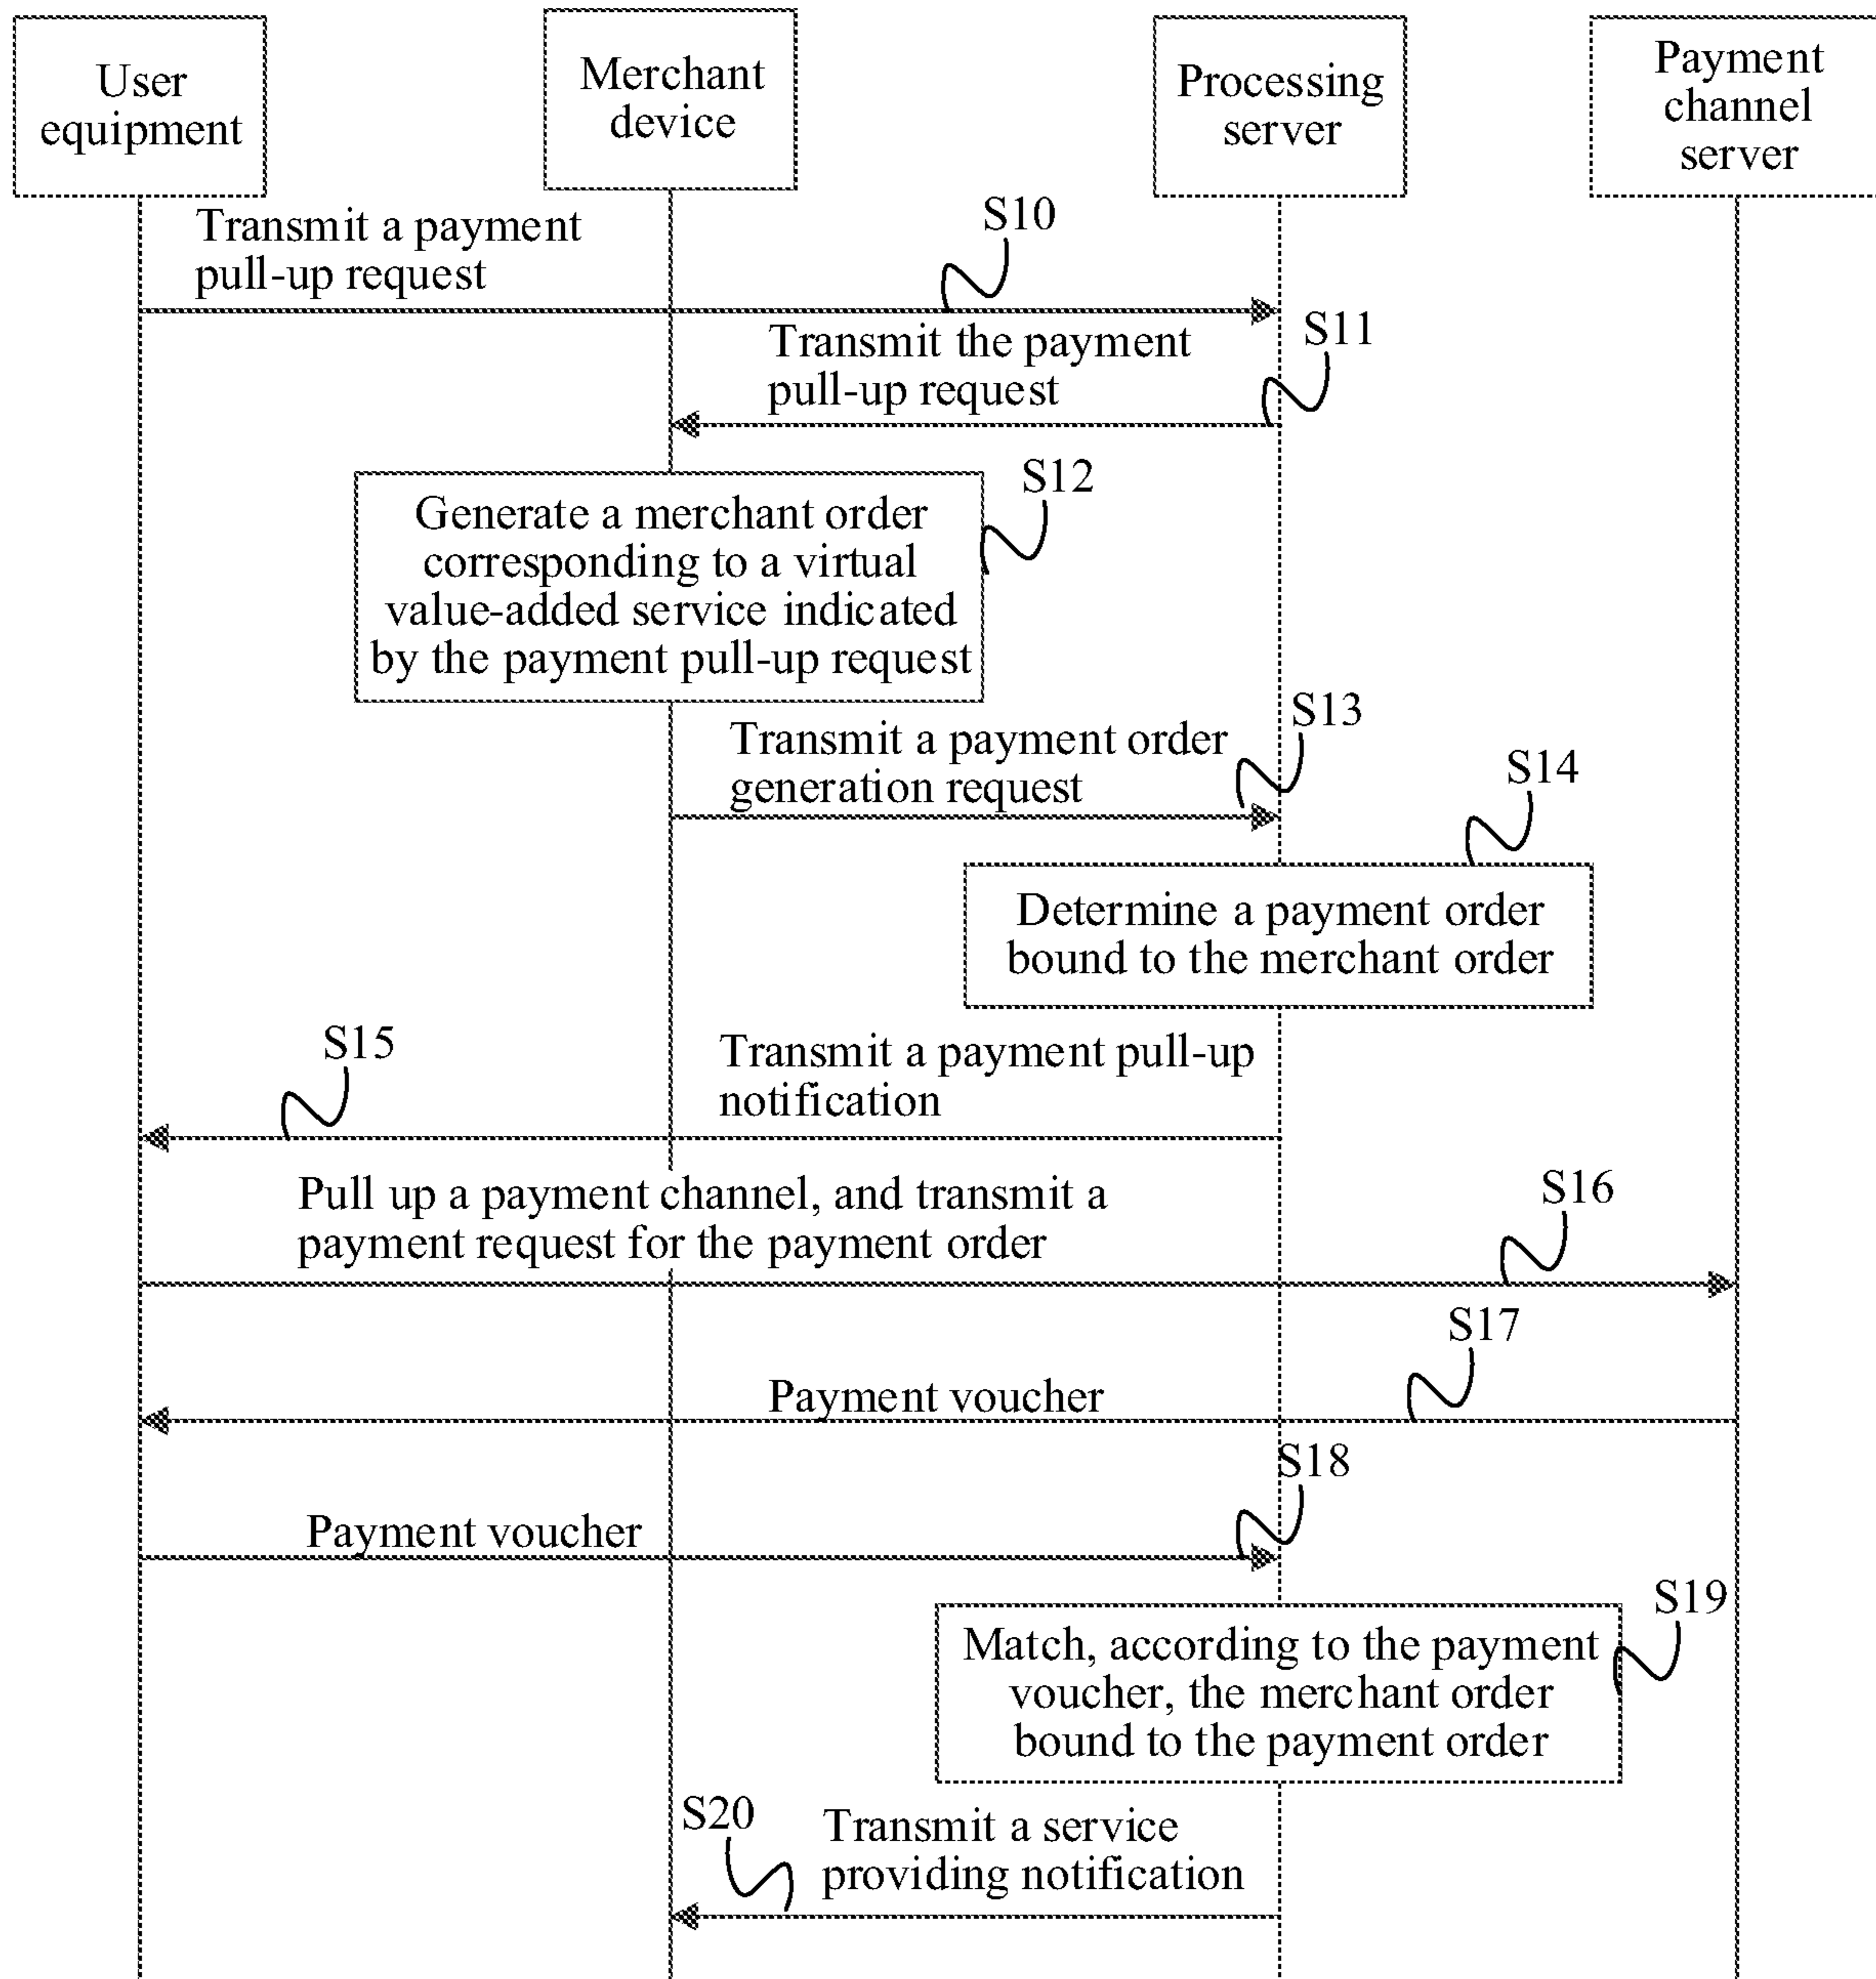 User
equipment
Merchant
device
Processing
server
Payment
channel
server
Transmit a payment
pull-up request
S10
Transmit the payment
pull-up request
S11
Generate a merchant order
corresponding to a virtual
value-added service indicated
by the payment pull-up request
S12
Transmit a payment order
generation request
S13
S14
Determine a payment order
bound to the merchant order
S15
Transmit a payment pull-up
notification
Pull up a payment channel, and transmit a
payment request for the payment order
S16
S17
Payment voucher
S18
Payment voucher
S19
Match, according to the payment
voucher, the merchant order
bound to the payment order
S20
Transmit a service
providing notification